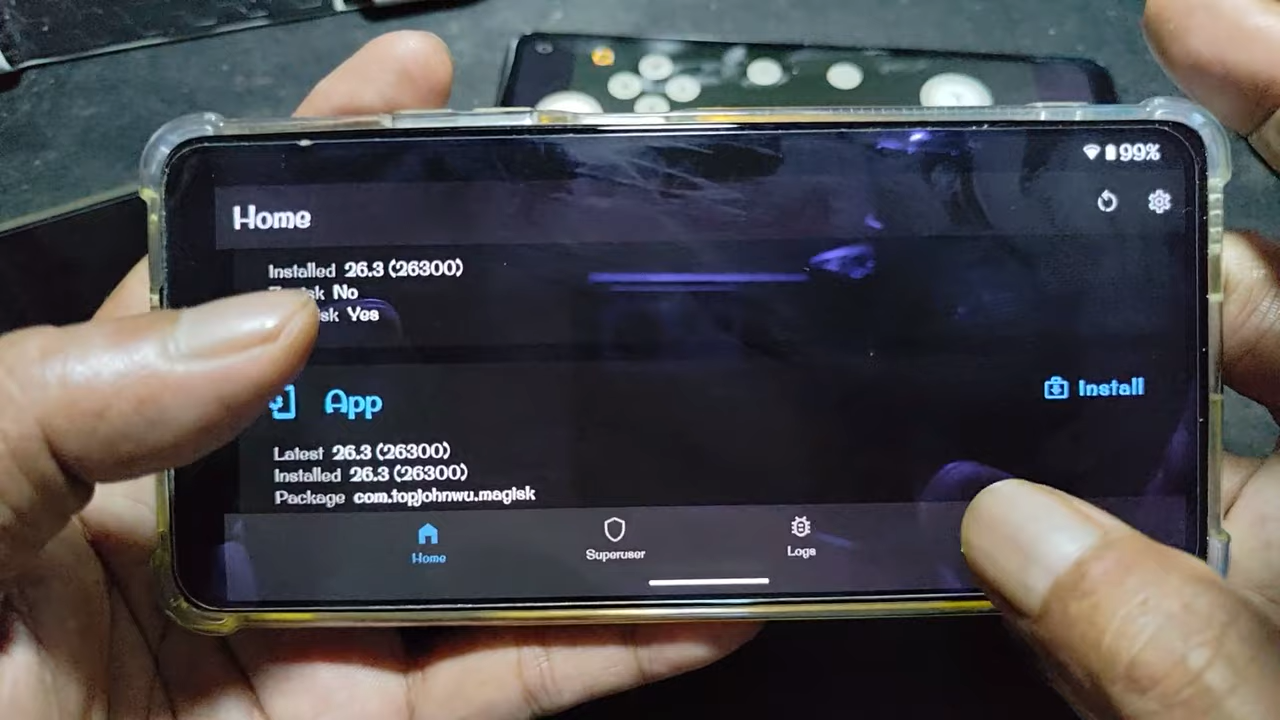 99%
Home
Installed 26.3 (26300)
No
Yes
App
Install
Latest 26.3 (26300)
Installed 26.3 (26300)
Package com.topjohnwu.magisk
Home
Superuser
Logs